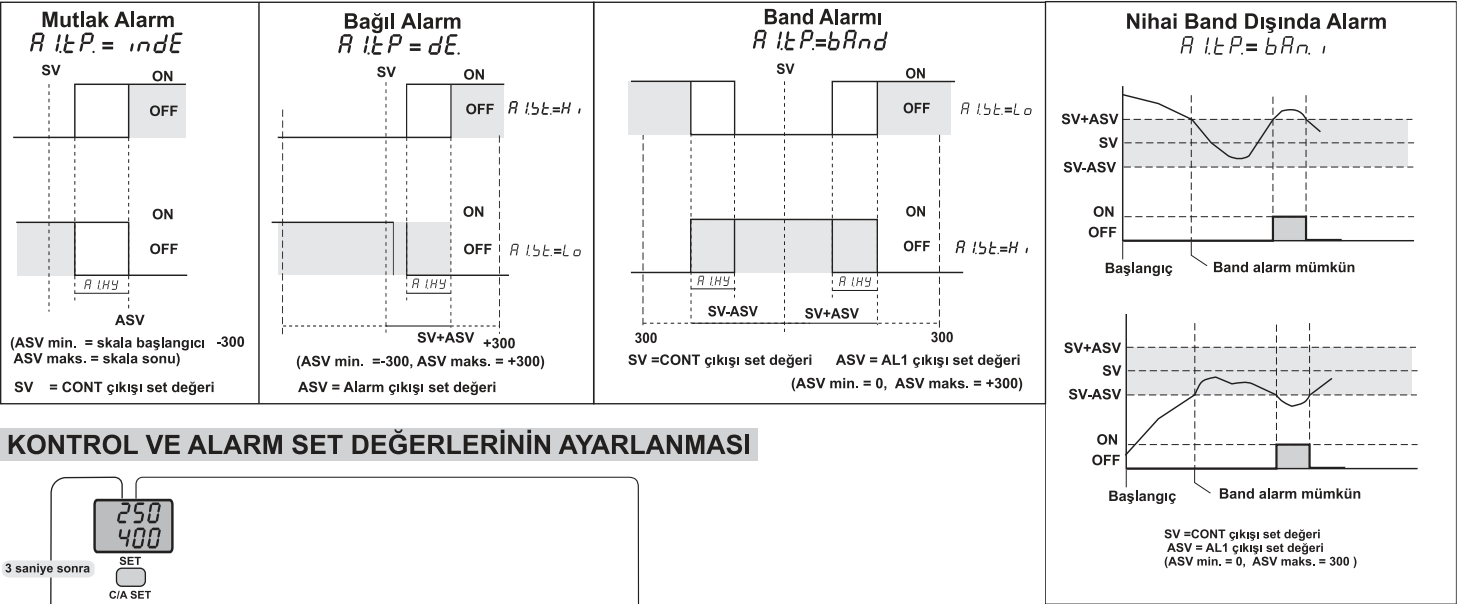 Mutlak Alarm
A1.tP. = indE
SV
ON
OFF
ON
OFF
A1.HY
ASV
(ASV min. = skala başlangıcı -300
ASV maks. = skala sonu)
SV = CONT çıkışı set değeri
Bağıl Alarm
A1.tP = dE.
SV
ON
OFF
A1.St.=Hi
ON
OFF
A1.St.=Lo
A1.HY
SV+ASV
+300
(ASV min. =-300, ASV maks. = +300)
ASV = Alarm çıkışı set değeri
Band Alarmı
A1.tP.=bAnd
SV
ON
OFF
A1.St.=Lo
ON
OFF
A1.St.=Hi
A1.HY
A1.HY
SV-ASV
SV+ASV
300
300
SV =CONT çıkışı set değeri
ASV = AL1 çıkışı set değeri
(ASV min. = 0, ASV maks. = +300)
Nihai Band Dışında Alarm
A1.tP.= bAn.i
SV+ASV
SV
SV-ASV
ON
OFF
Başlangıç
Band alarm mümkün
SV+ASV
SV
SV-ASV
ON
OFF
Başlangıç
Band alarm mümkün
SV =CONT çıkışı set değeri
ASV = AL1 çıkışı set değeri
(ASV min. = 0, ASV maks. = 300 )
KONTROL VE ALARM SET DEĞERLERİNİN AYARLANMASI
250
400
3 saniye sonra
SET
C/A SET